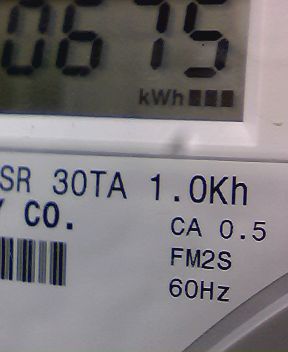 0675
kWh
SR 30TA 1.0Kh
Y CO.
CA 0.5
FM2S
60Hz